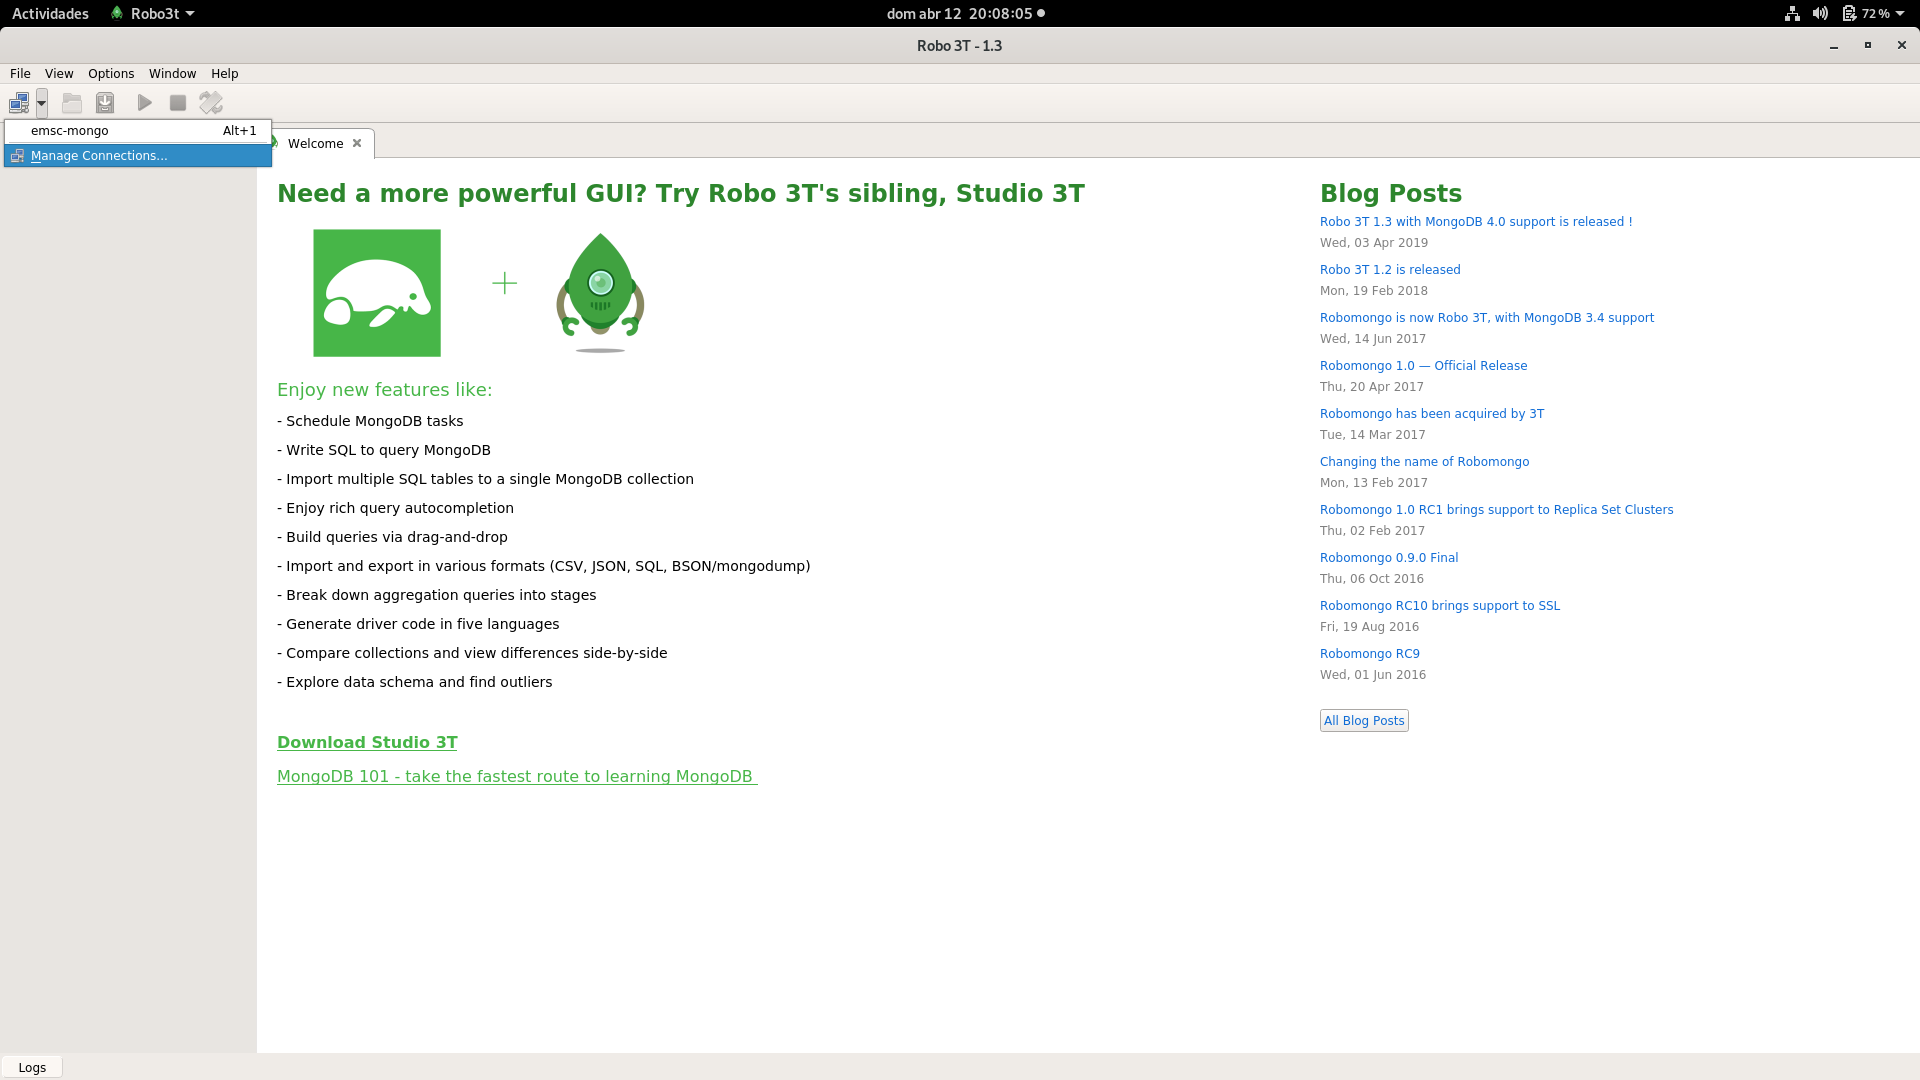 Actividades
Robo3t
dom abr 12 20:08:05
72 %
Robo 3T - 1.3
File View Options Window Help
emsc-mongo Alt+1
Manage Connections...
Welcome
Need a more powerful GUI? Try Robo 3T's sibling, Studio 3T
Enjoy new features like:
- Schedule MongoDB tasks
- Write SQL to query MongoDB
- Import multiple SQL tables to a single MongoDB collection
- Enjoy rich query autocompletion
- Build queries via drag-and-drop
- Import and export in various formats (CSV, JSON, SQL, BSON/mongodump)
- Break down aggregation queries into stages
- Generate driver code in five languages
- Compare collections and view differences side-by-side
- Explore data schema and find outliers
Download Studio 3T
MongoDB 101 - take the fastest route to learning MongoDB
Blog Posts
Robo 3T 1.3 with MongoDB 4.0 support is released !
Wed, 03 Apr 2019
Robo 3T 1.2 is released
Mon, 19 Feb 2018
Robomongo is now Robo 3T, with MongoDB 3.4 support
Wed, 14 Jun 2017
Robomongo 1.0 — Official Release
Thu, 20 Apr 2017
Robomongo has been acquired by 3T
Tue, 14 Mar 2017
Changing the name of Robomongo
Mon, 13 Feb 2017
Robomongo 1.0 RC1 brings support to Replica Set Clusters
Thu, 02 Feb 2017
Robomongo 0.9.0 Final
Thu, 06 Oct 2016
Robomongo RC10 brings support to SSL
Fri, 19 Aug 2016
Robomongo RC9
Wed, 01 Jun 2016
All Blog Posts
Logs